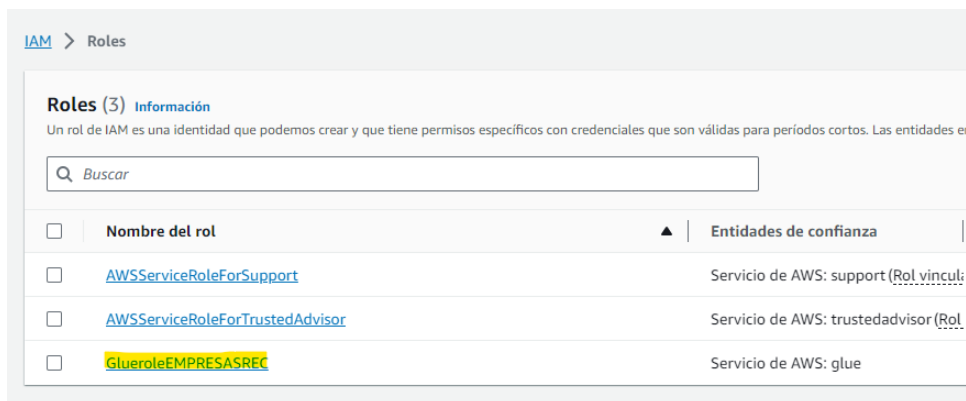 IAM > Roles
Roles (3) Información
Un rol de IAM es una identidad que podemos crear y que tiene permisos específicos con credenciales que son válidas para períodos cortos. Las entidades
Buscar
Nombre del rol ▲ Entidades de confianza
AWSServiceRoleForSupport Servicio de AWS: support (Rol
AWSServiceRoleForTrustedAdvisor Servicio de AWS: trustedadvisor (Rol
GlueroleEMPRESASREC Servicio de AWS: glue